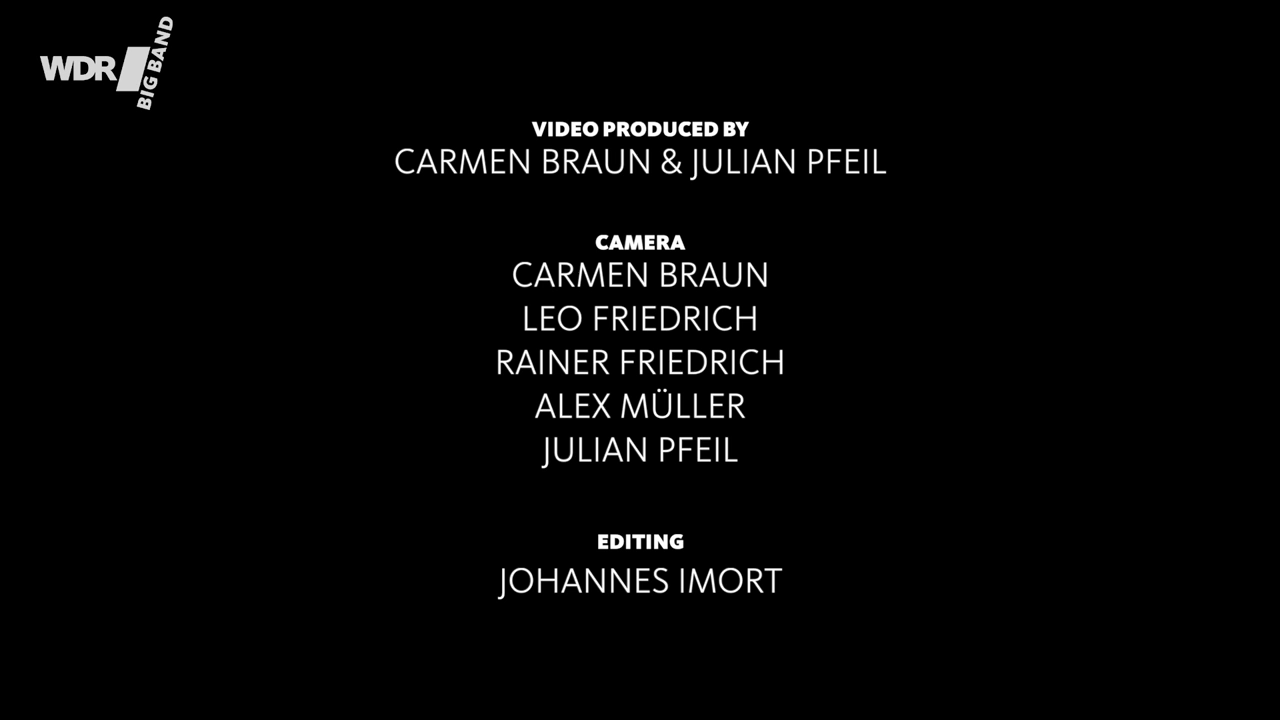 WDR BIG BAND
VIDEO PRODUCED BY
CARMEN BRAUN & JULIAN PFEIL
CAMERA
CARMEN BRAUN
LEO FRIEDRICH
RAINER FRIEDRICH
ALEX MÜLLER
JULIAN PFEIL
EDITING
JOHANNES IMORT